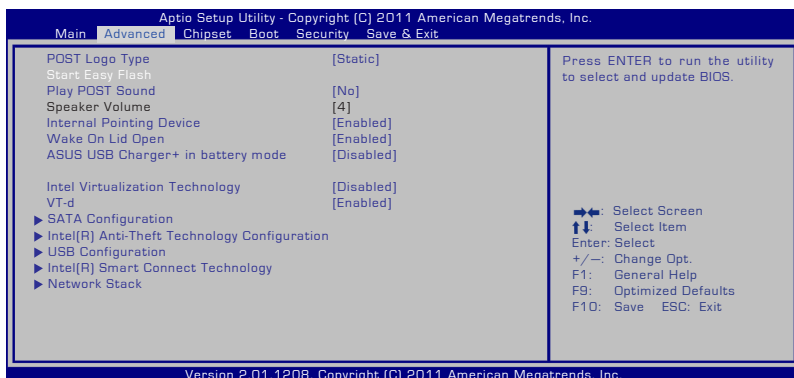 Aptio Setup Utility - Copyright (C) 2011 American Megatrends, Inc.
Main Advanced Chipset Boot Security Save & Exit
POST Logo Type [Static]
Start Easy Flash
Play POST Sound [No]
Speaker Volume [4]
Internal Pointing Device [Enabled]
Wake On Lid Open [Enabled]
ASUS USB Charger+ in battery mode [Disabled]
Intel Virtualization Technology [Disabled]
VT-d [Enabled]
SATA Configuration
Intel(R) Anti-Theft Technology Configuration
USB Configuration
Intel(R) Smart Connect Technology
Network Stack
Press ENTER to run the utility
to select and update BIOS.
→←: Select Screen
↑↓: Select Item
Enter: Select
+/—: Change Opt.
F1: General Help
F9: Optimized Defaults
F10: Save ESC: Exit
Version 2.01.1208. Copyright (C) 2011 American Megatrends, Inc.